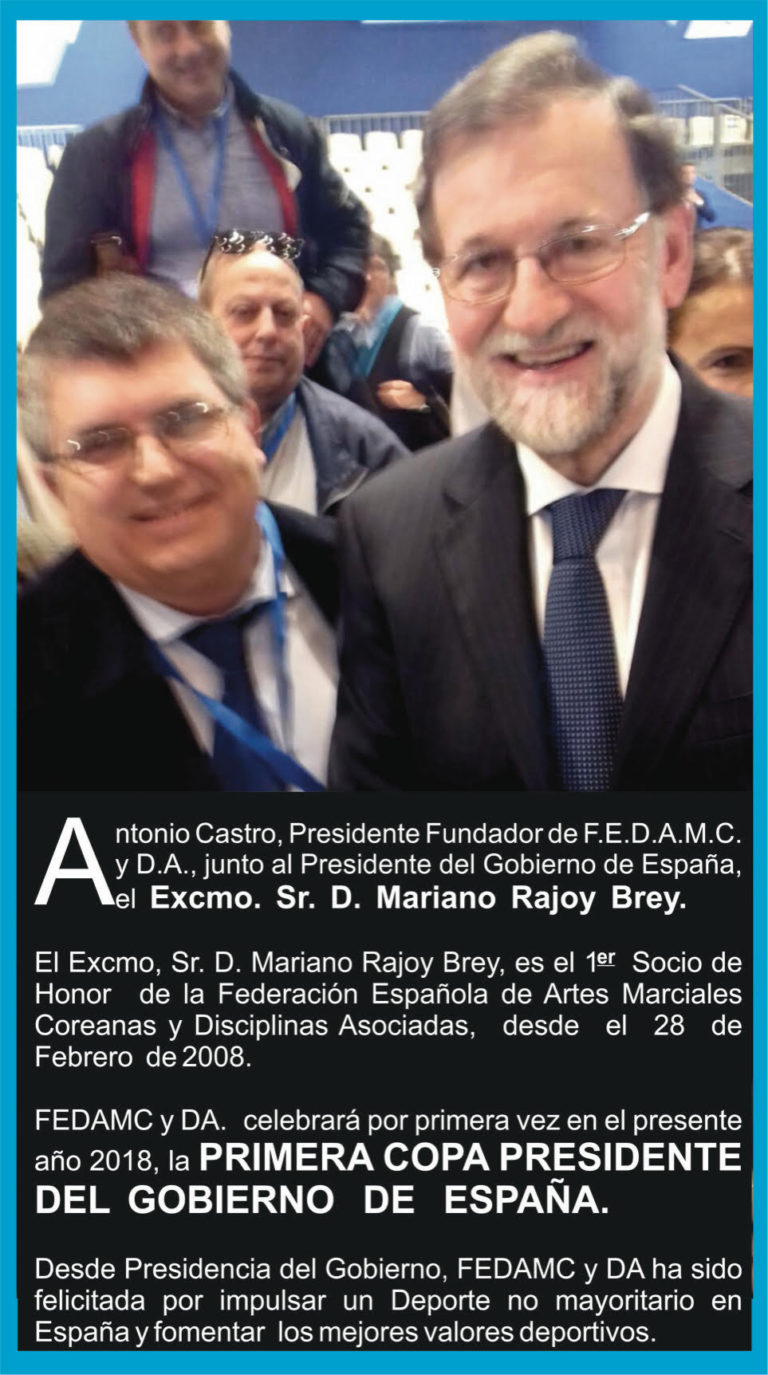 Antonio Castro, Presidente Fundador de F.E.D.A.M.C.
y D.A., junto al Presidente del Gobierno de España,
el Excmo. Sr. D. Mariano Rajoy Brey.
El Excmo, Sr. D. Mariano Rajoy Brey, es el 1er Socio de
Honor de la Federación Española de Artes Marciales
Coreanas y Disciplinas Asociadas, desde el 28 de
Febrero de 2008.
FEDAMC y DA. celebrará por primera vez en el presente
año 2018, la PRIMERA COPA PRESIDENTE
DEL GOBIERNO DE ESPAÑA.
Desde Presidencia del Gobierno, FEDAMC y DA ha sido
felicitada por impulsar un Deporte no mayoritario en
España y fomentar los mejores valores deportivos.